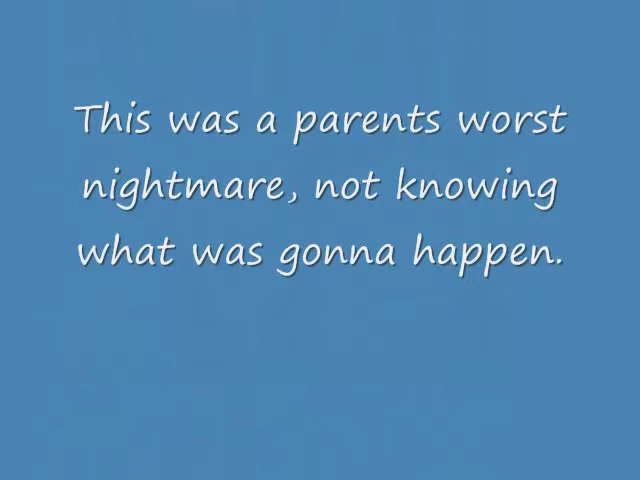 This was a parents worst
nightmare, not knowing
what was gonna happen.